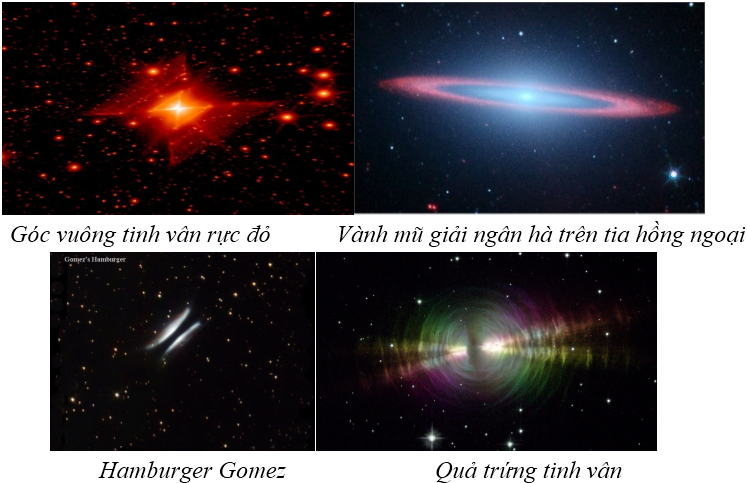 Góc vuông tinh vân rực đỏ
Vành mũ giải ngân hà trên tia hồng ngoại
Gomez's Hamburger
Hamburger Gomez
Quả trứng tinh vân